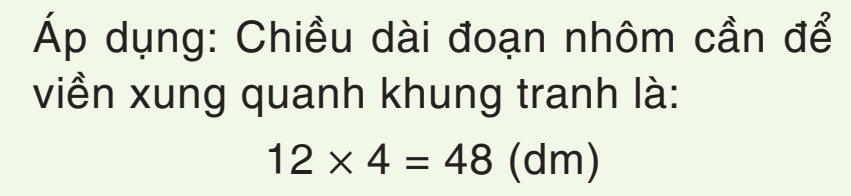 Áp dụng: Chiều dài đoạn nhôm cần để
viền xung quanh khung tranh là:
12 × 4 = 48 (dm)